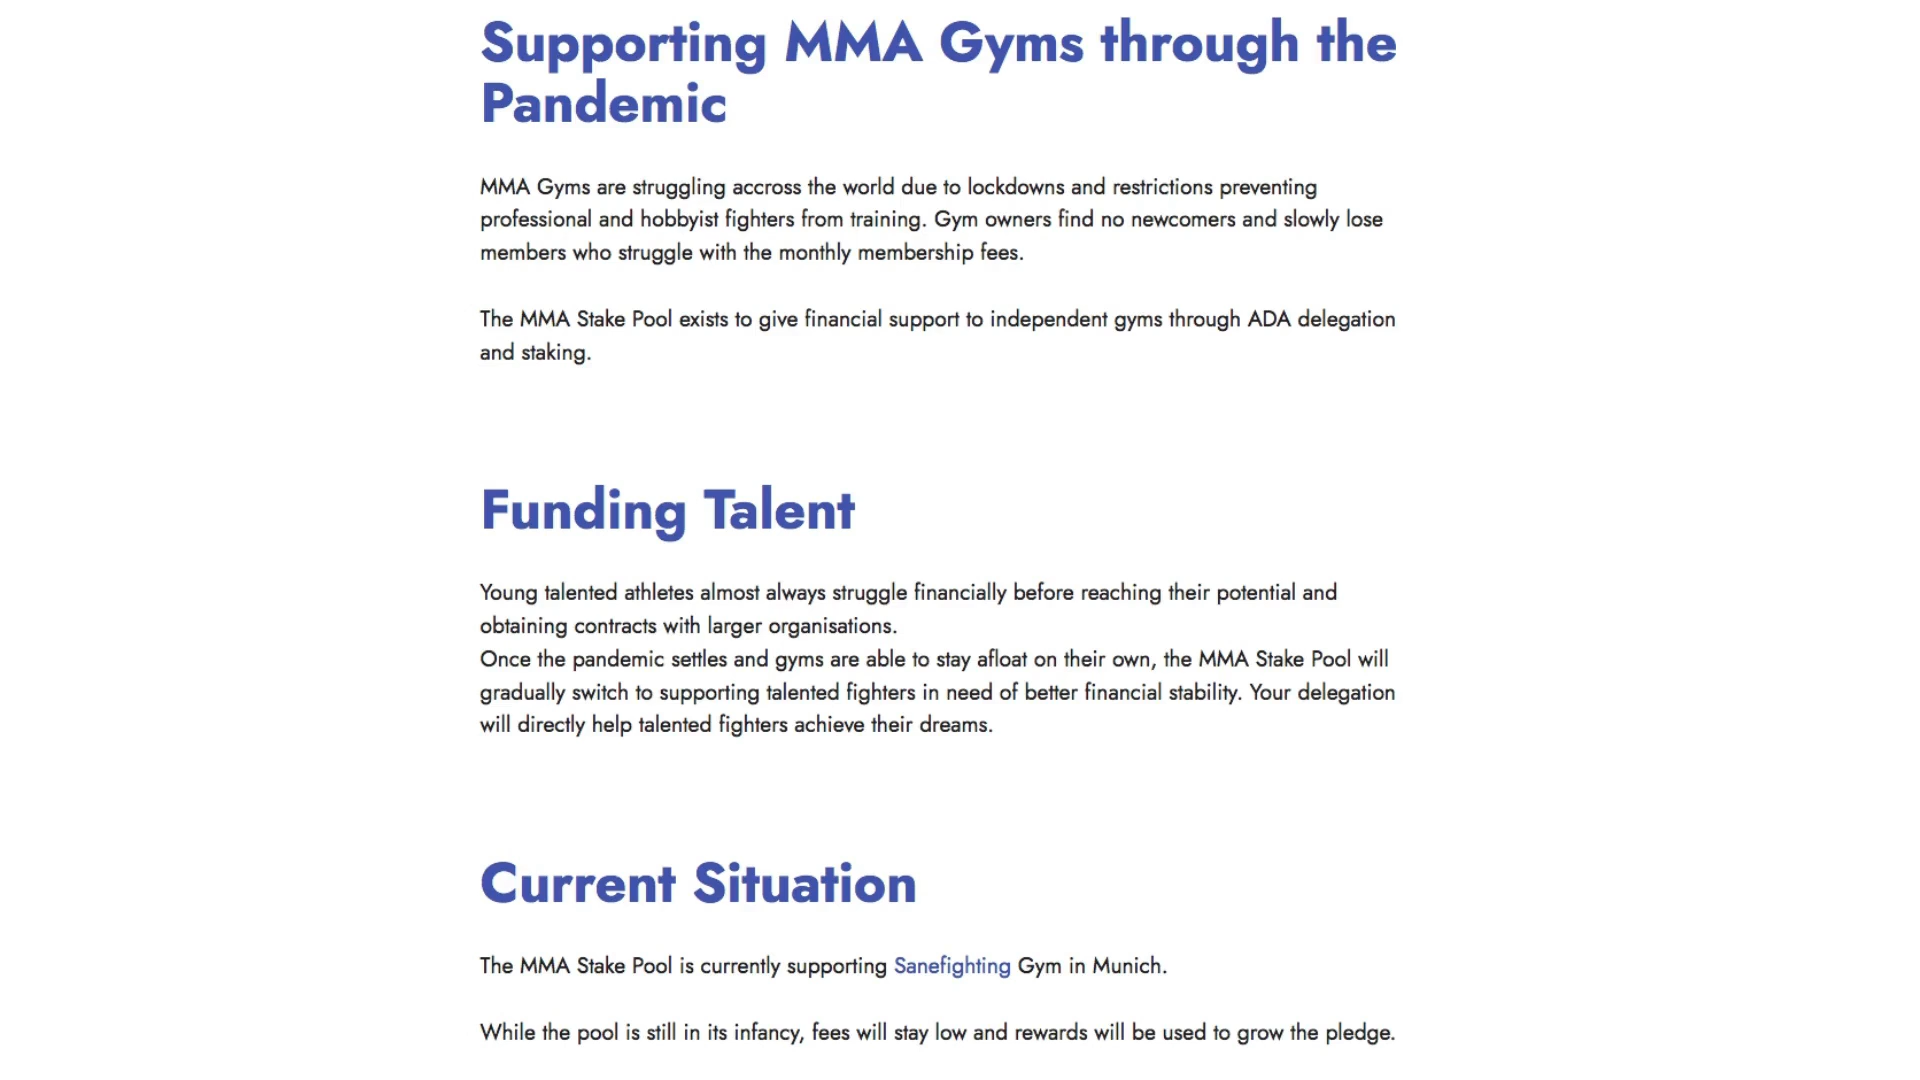 Supporting MMA Gyms through the
Pandemic
MMA Gyms are struggling accross the world due to lockdowns and restrictions preventing
professional and hobbyist fighters from training. Gym owners find no newcomers and slowly lose
members who struggle with the monthly membership fees.
The MMA Stake Pool exists to give financial support to independent gyms through ADA delegation
and staking.
Funding Talent
Young talented athletes almost always struggle financially before reaching their potential and
obtaining contracts with larger organisations.
Once the pandemic settles and gyms are able to stay afloat on their own, the MMA Stake Pool will
gradually switch to supporting talented fighters in need of better financial stability. Your delegation
will directly help talented fighters achieve their dreams.
Current Situation
The MMA Stake Pool is currently supporting Sanefighting Gym in Munich.
While the pool is still in its infancy, fees will stay low and rewards will be used to grow the pledge.